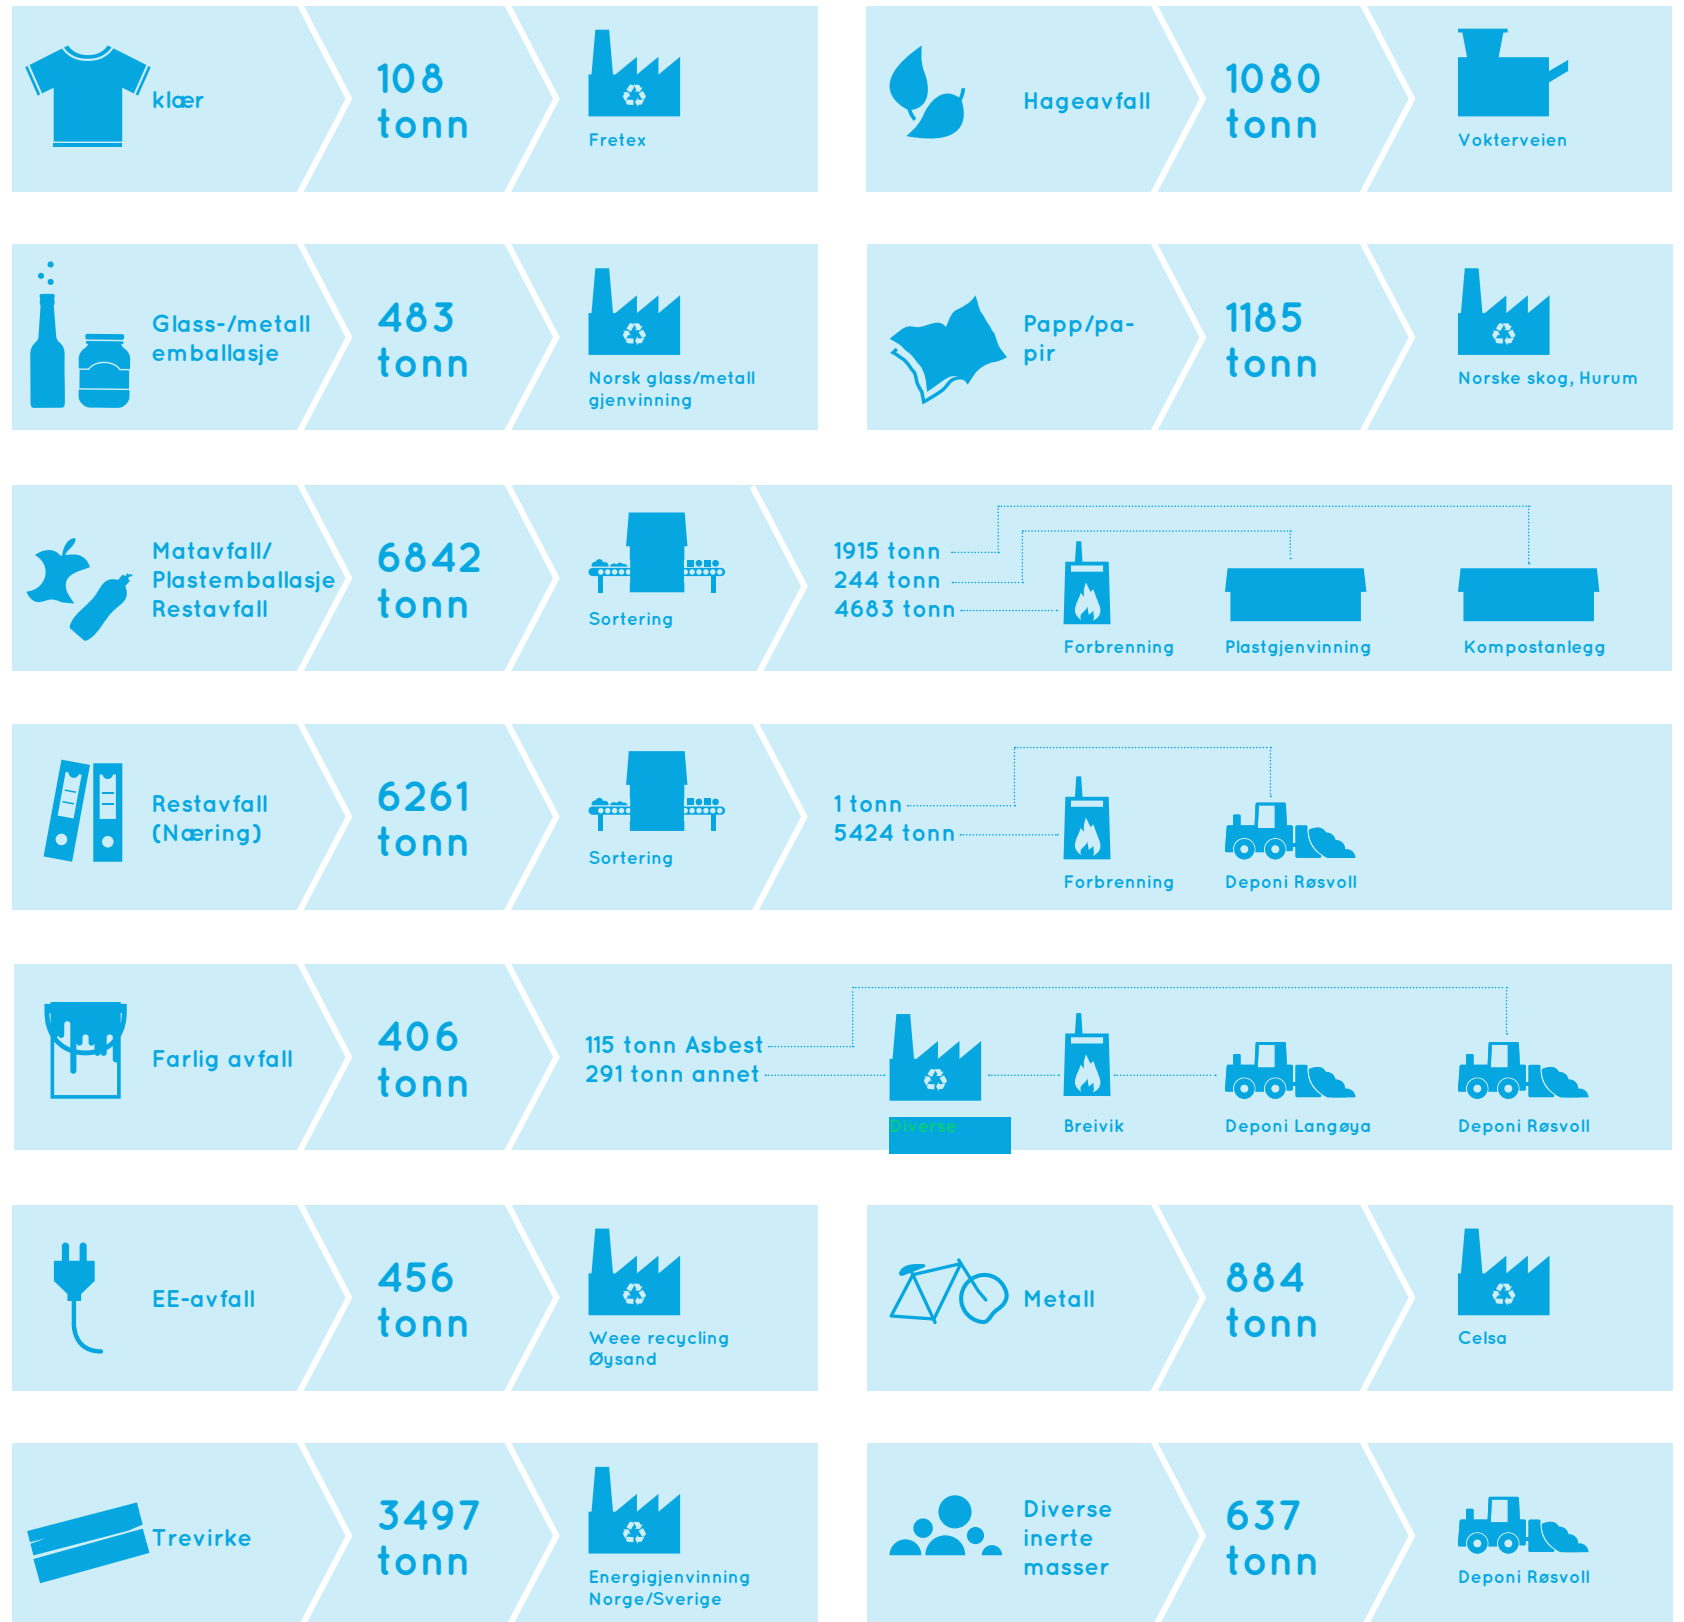 klær
108
tonn
Fretex
Hageavfall
1080
tonn
Vokterveien
Glass-/metall
emballasje
483
tonn
Norsk glass/metall
gjenvinning
Papp/pa-
pir
1185
tonn
Norske skog, Hurum
Matavfall/
Plastemballasje
Restavfall
6842
tonn
Sortering
1915 tonn
244 tonn
4683 tonn
Forbrenning
Plastgjenvinning
Kompostanlegg
Restavfall
(Næring)
6261
tonn
Sortering
1 tonn
5424 tonn
Forbrenning
Deponi Røsvoll
Farlig avfall
406
tonn
115 tonn Asbest
291 tonn annet
Diverse
Breivik
Deponi Langøya
Deponi Røsvoll
EE-avfall
456
tonn
Weee recycling
Øysand
Metall
884
tonn
Celsa
Trevirke
3497
tonn
Energigjenvinning
Norge/Sverige
Diverse
inerte
masser
637
tonn
Deponi Røsvoll